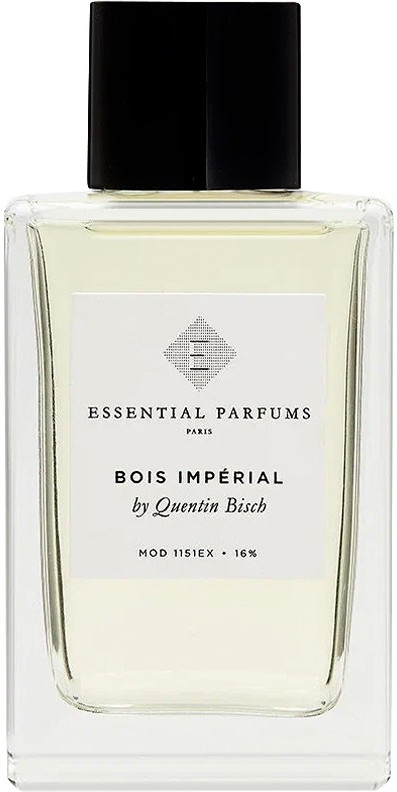 E
ESSENTIAL PARFUMS
PARIS
BOIS IMPÉRIAL
by Quentin Bisch
MOD 1151EX • 16%